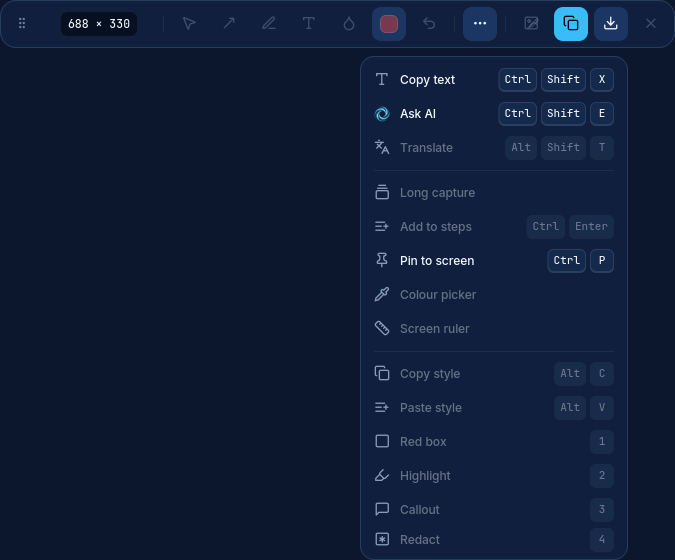 688 × 330
Copy text Ctrl Shift X
Ask AI Ctrl Shift E
Translate Alt Shift T
Long capture
Add to steps Ctrl Enter
Pin to screen Ctrl P
Colour picker
Screen ruler
Copy style Alt C
Paste style Alt V
Red box 1
Highlight 2
Callout 3
Redact 4